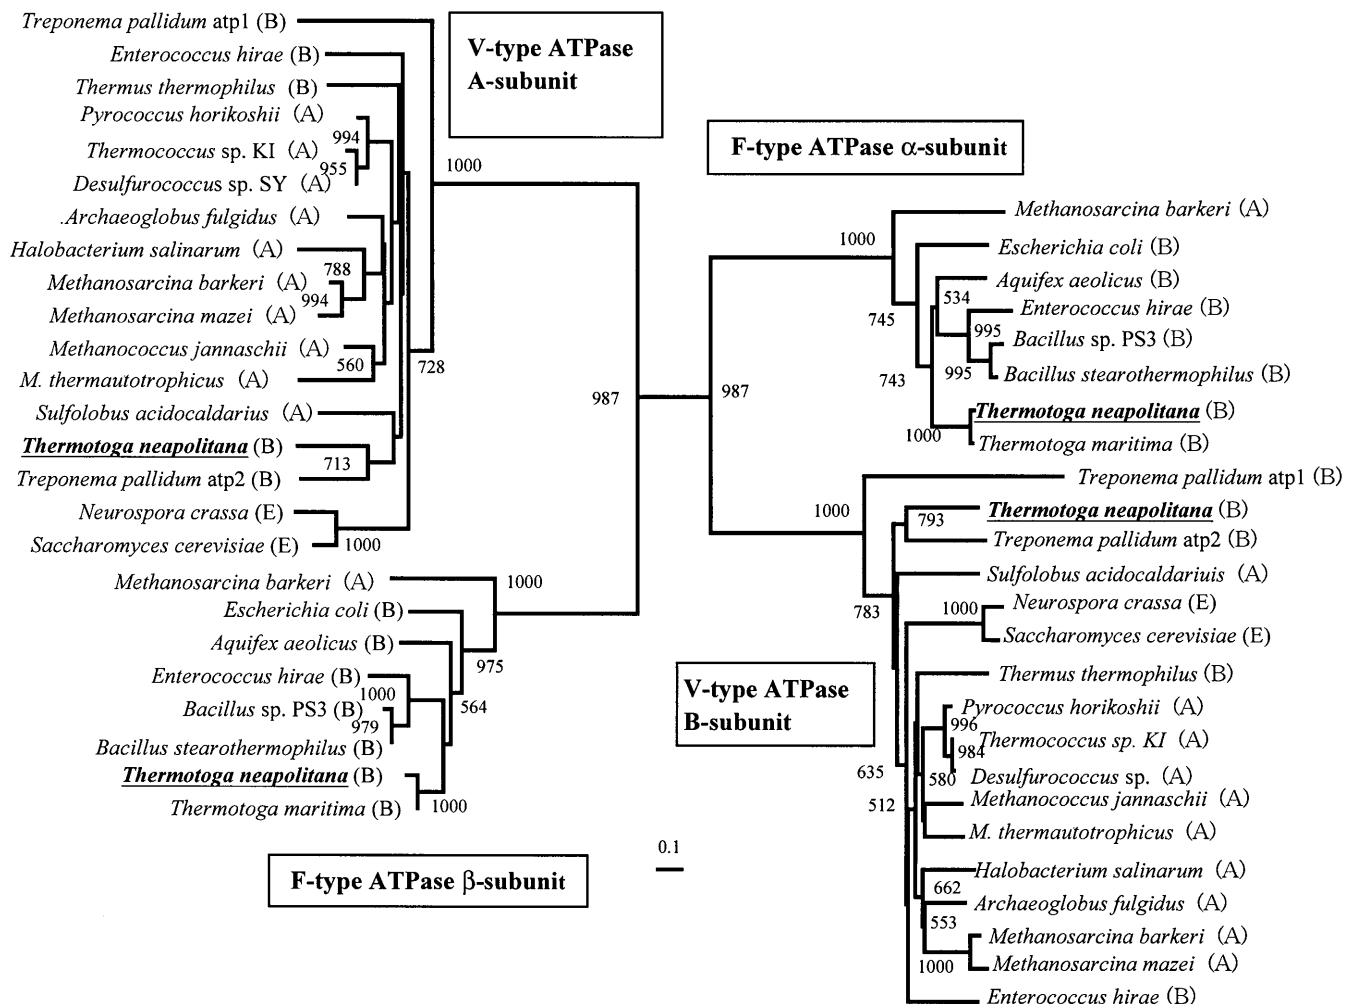 Treponema pallidum atp1 (B)
Enterococcus hirae (B)
Thermus thermophilus (B)
Pyrococcus horikoshii (A)
994
Thermococcus sp. KI (A)
955
Desulfurococcus sp. SY (A)
.Archaeoglobus fulgidus (A)
Halobacterium salinarum (A)
788
Methanosarcina barkeri (A)
994
Methanosarcina mazei (A)
Methanococcus jannaschii (A)
560
M. thermautotrophicus (A)
Sulfolobus acidocaldarius (A)
Thermotoga neapolitana (B)
713
Treponema pallidum atp2 (B)
Neurospora crassa (E)
Saccharomyces cerevisiae (E)
1000
728
1000
V-type ATPase
A-subunit
Methanosarcina barkeri (A)
1000
Escherichia coli (B)
Aquifex aeolicus (B)
975
Enterococcus hirae (B)
1000
Bacillus sp. PS3 (B)
979
564
Bacillus stearothermophilus (B)
Thermotoga neapolitana (B)
Thermotoga maritima (B)
1000
F-type ATPase β-subunit
987
987
0.1
F-type ATPase α-subunit
Methanosarcina barkeri (A)
1000
Escherichia coli (B)
Aquifex aeolicus (B)
534
Enterococcus hirae (B)
745
995
Bacillus sp. PS3 (B)
743
995
Bacillus stearothermophilus (B)
Thermotoga neapolitana (B)
1000
Thermotoga maritima (B)
Treponema pallidum atp1 (B)
1000
Thermotoga neapolitana (B)
793
Treponema pallidum atp2 (B)
Sulfolobus acidocaldariuis (A)
783
1000
Neurospora crassa (E)
Saccharomyces cerevisiae (E)
V-type ATPase
B-subunit
Thermus thermophilus (B)
Pyrococcus horikoshii (A)
996
Thermococcus sp. KI (A)
984
635
580
Desulfurococcus sp. (A)
512
Methanococcus jannaschii (A)
M. thermautotrophicus (A)
Halobacterium salinarum (A)
662
Archaeoglobus fulgidus (A)
553
Methanosarcina barkeri (A)
1000
Methanosarcina mazei (A)
Enterococcus hirae (B)